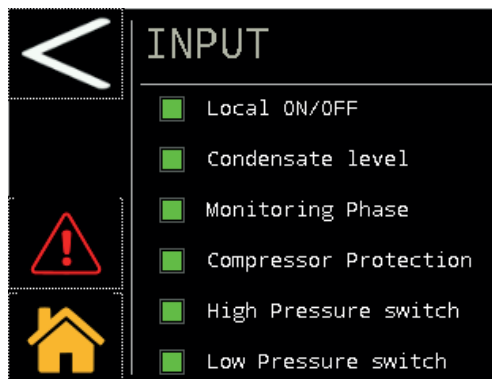 INPUT
Local ON/OFF
Condensate level
Monitoring Phase
Compressor Protection
High Pressure switch
Low Pressure switch